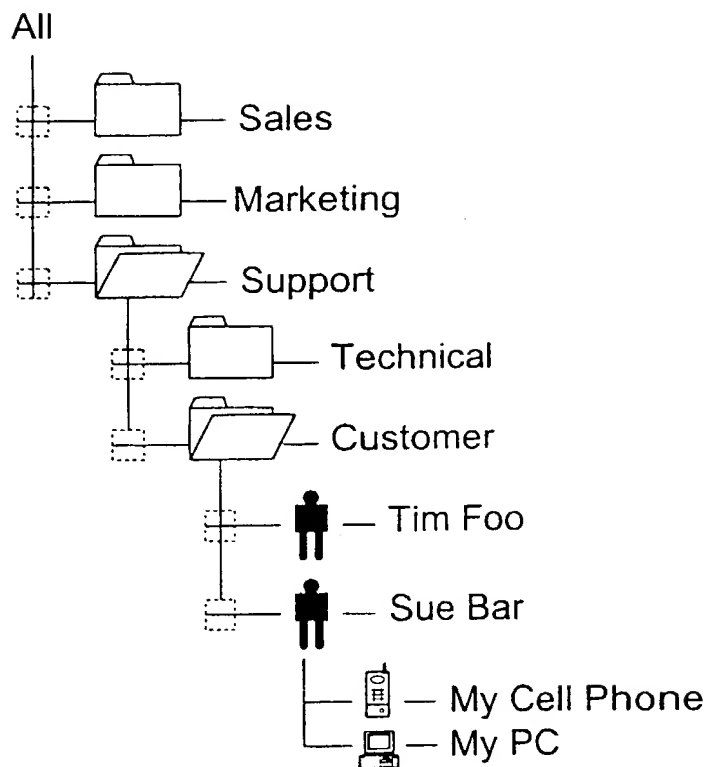 All
Sales
Marketing
Support
Technical
Customer
Tim Foo
Sue Bar
My Cell Phone
My PC